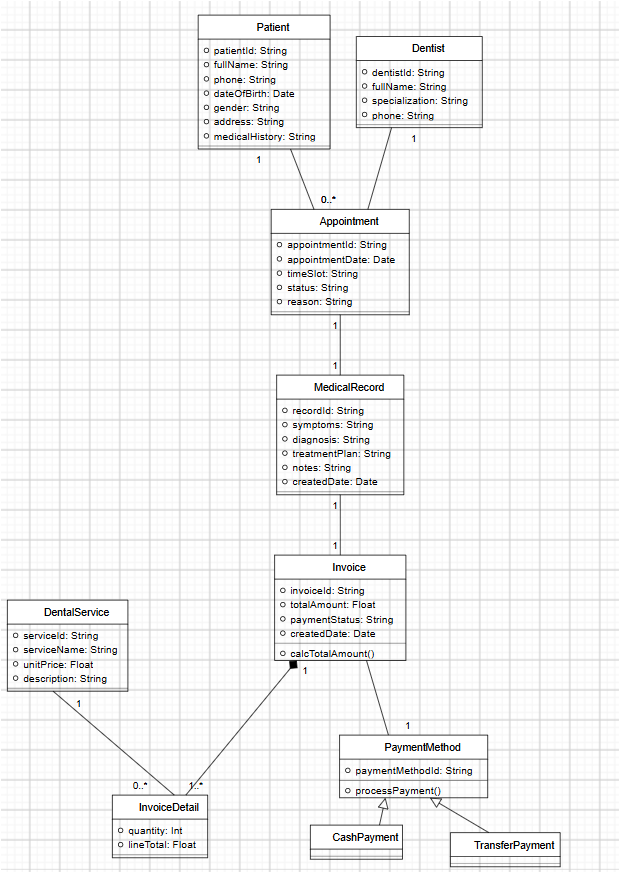 Patient
patientId: String
fullName: String
phone: String
dateOfBirth: Date
gender: String
address: String
medicalHistory: String
1
Dentist
dentistId: String
fullName: String
specialization: String
phone: String
1
0..*
Appointment
appointmentId: String
appointmentDate: Date
timeSlot: String
status: String
reason: String
1
1
MedicalRecord
recordId: String
symptoms: String
diagnosis: String
treatmentPlan: String
notes: String
createdDate: Date
1
1
Invoice
invoiceId: String
totalAmount: Float
paymentStatus: String
createdDate: Date
calcTotalAmount()
1
DentalService
serviceId: String
serviceName: String
unitPrice: Float
description: String
1
1
PaymentMethod
paymentMethodId: String
processPayment()
0..*
1..*
InvoiceDetail
quantity: Int
lineTotal: Float
CashPayment
TransferPayment